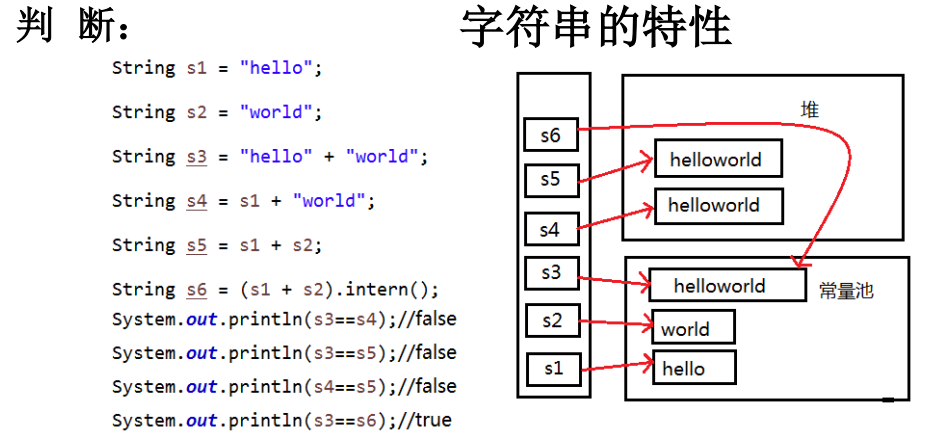 判 断：
字符串的特性
String s1 = "hello";
String s2 = "world";
String s3 = "hello" + "world";
String s4 = s1 + "world";
String s5 = s1 + s2;
String s6 = (s1 + s2).intern();
System.out.println(s3==s4);//false
System.out.println(s3==s5);//false
System.out.println(s4==s5);//false
System.out.println(s3==s6);//true
s6
s5
s4
s3
s2
s1
堆
helloworld
helloworld
helloworld
常量池
world
hello